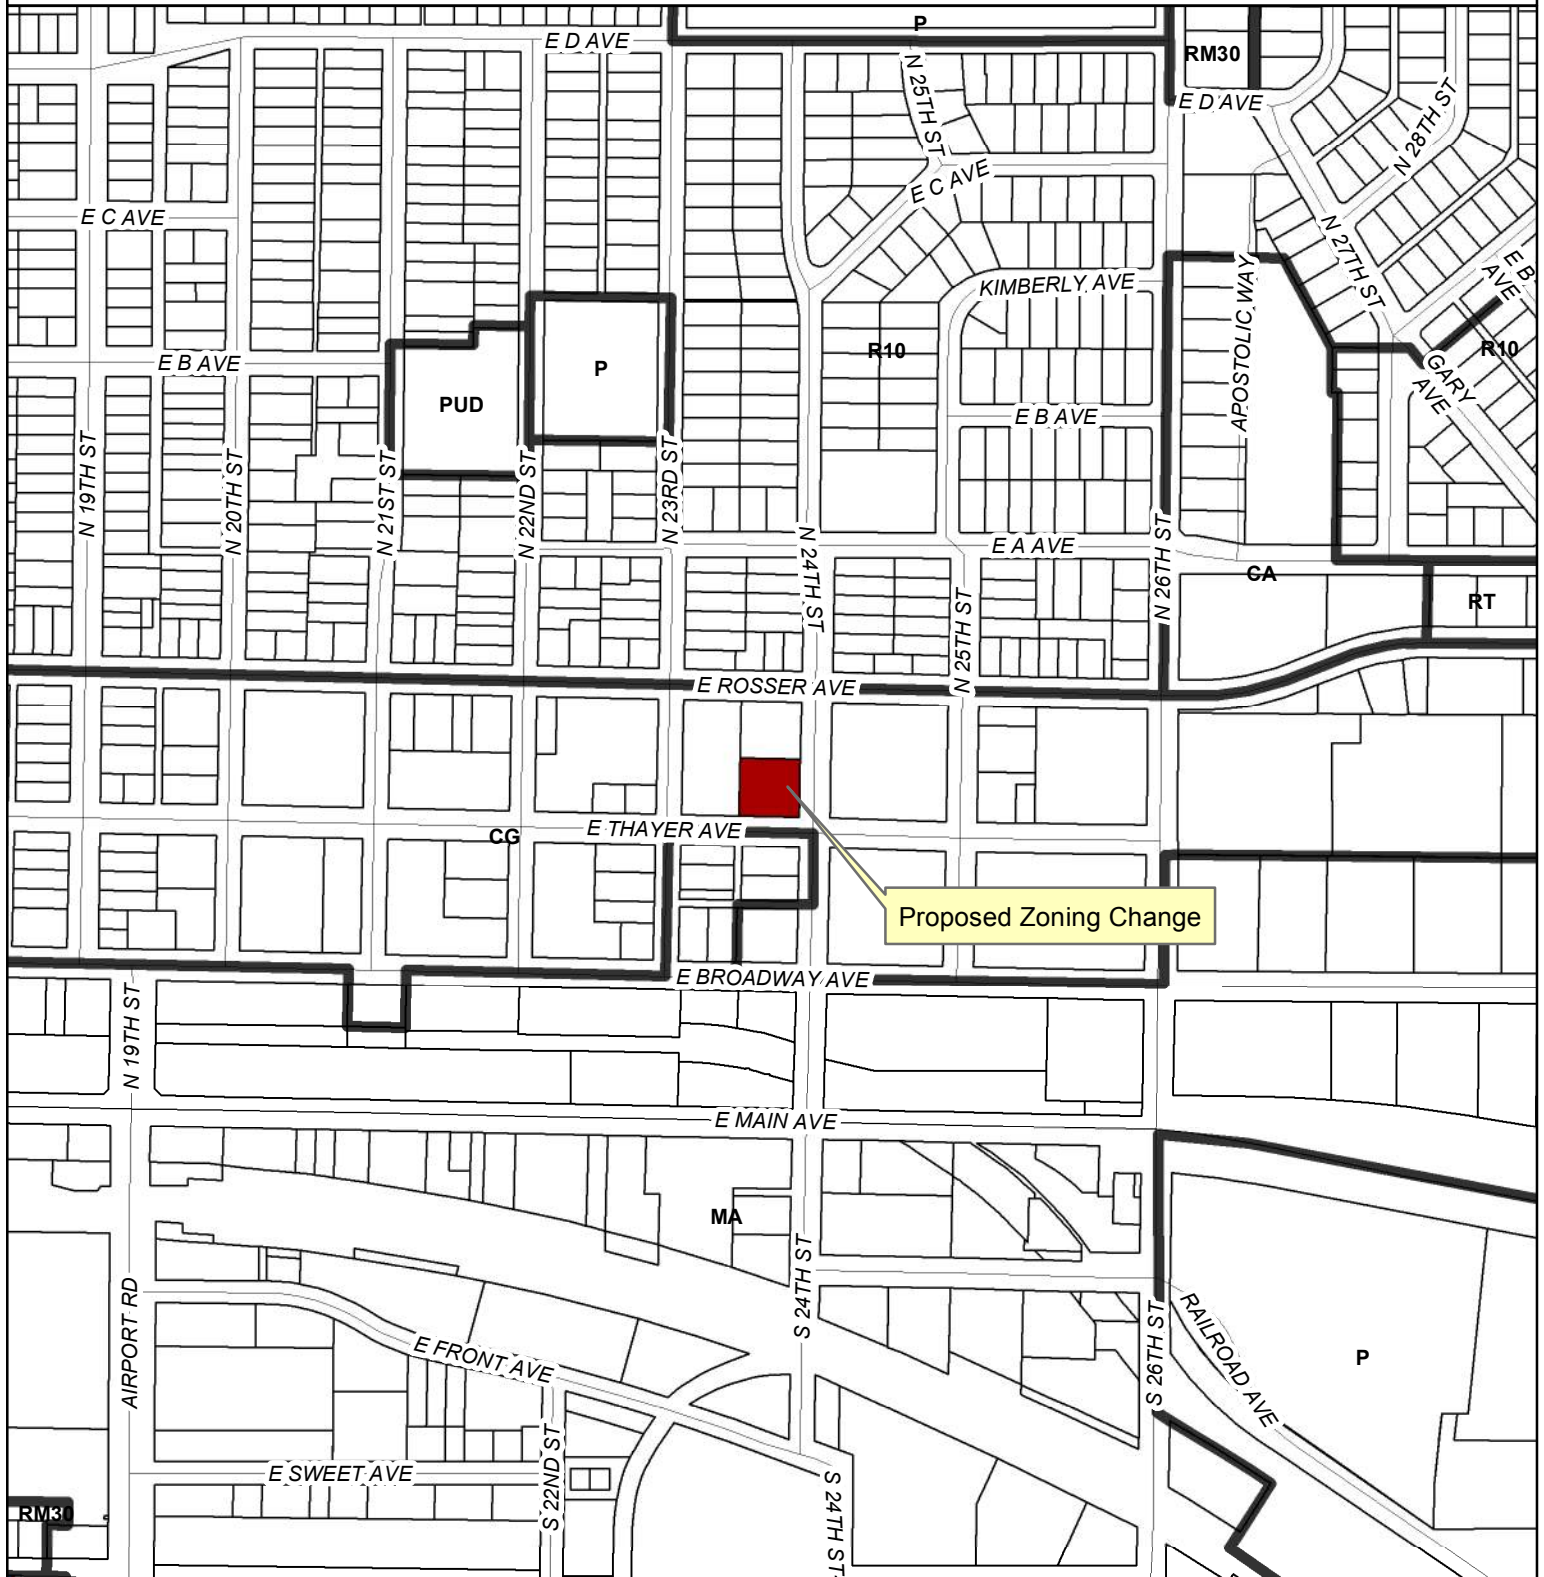 P
E D AVE
RM30
N 25TH ST
E D AVE
N 28TH ST
E C AVE
E C AVE
N 27TH ST
E B
AVE
KIMBERLY AVE
APOSTOLIC WAY
E B AVE
P
R10
R10
GARY
AVE
PUD
E B AVE
N 19TH ST
N 20TH ST
N 21ST ST
N 22ND ST
N 23RD ST
N 24TH ST
E A AVE
N 26TH ST
CA
RT
N 25TH ST
E ROSSER AVE
CG
E THAYER AVE
Proposed Zoning Change
E BROADWAY AVE
N 19TH ST
E MAIN AVE
MA
S 24TH ST
AIRPORT RD
E FRONT AVE
S 26TH ST
RAILROAD AVE
P
S 22ND ST
E SWEET AVE
S 24TH ST
RM30